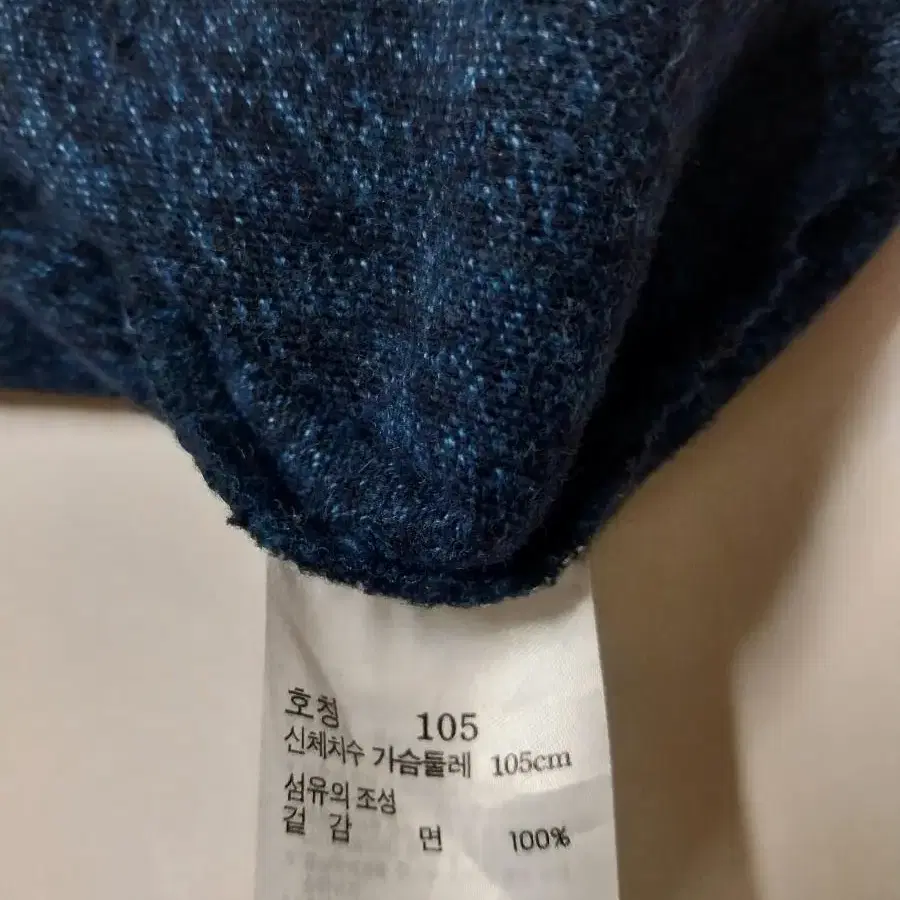 호칭 105
신체치수 가슴둘레 105cm
섬유의 조성
겉 감 면 100%